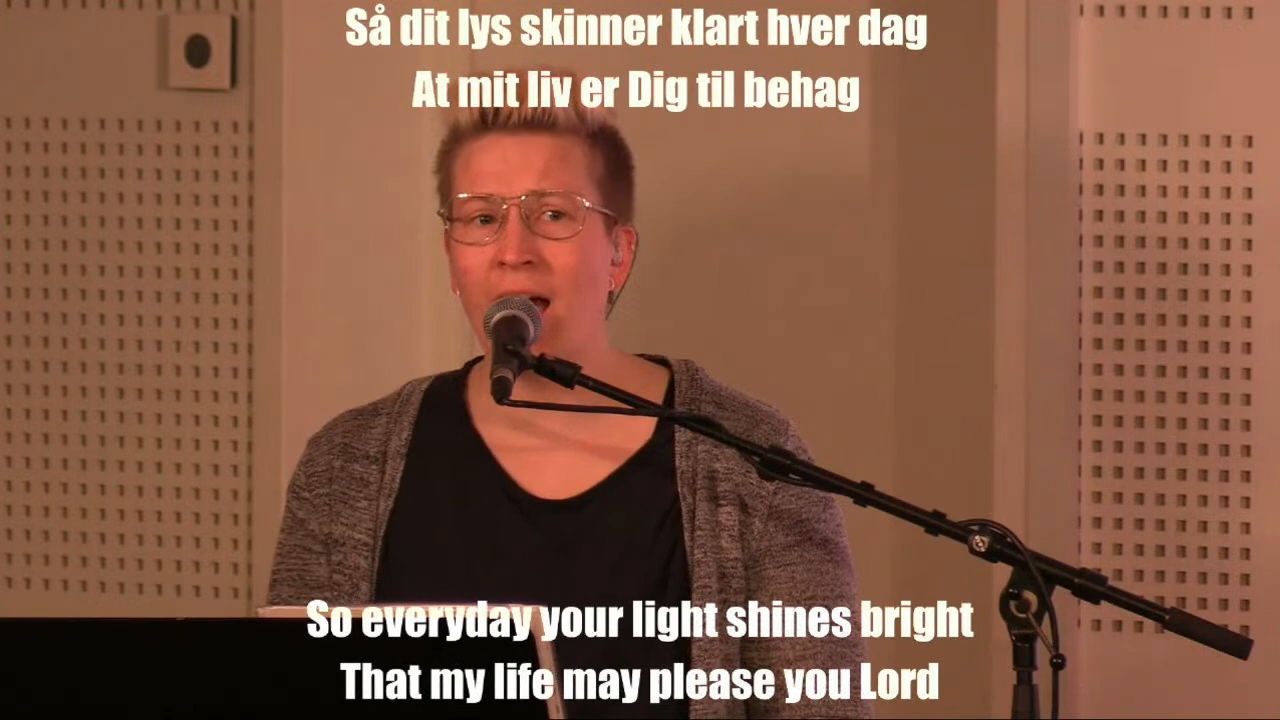 Så dit lys skinner klart hver dag
At mit liv er Dig til behag
So everyday your light shines bright
That my life may please you Lord